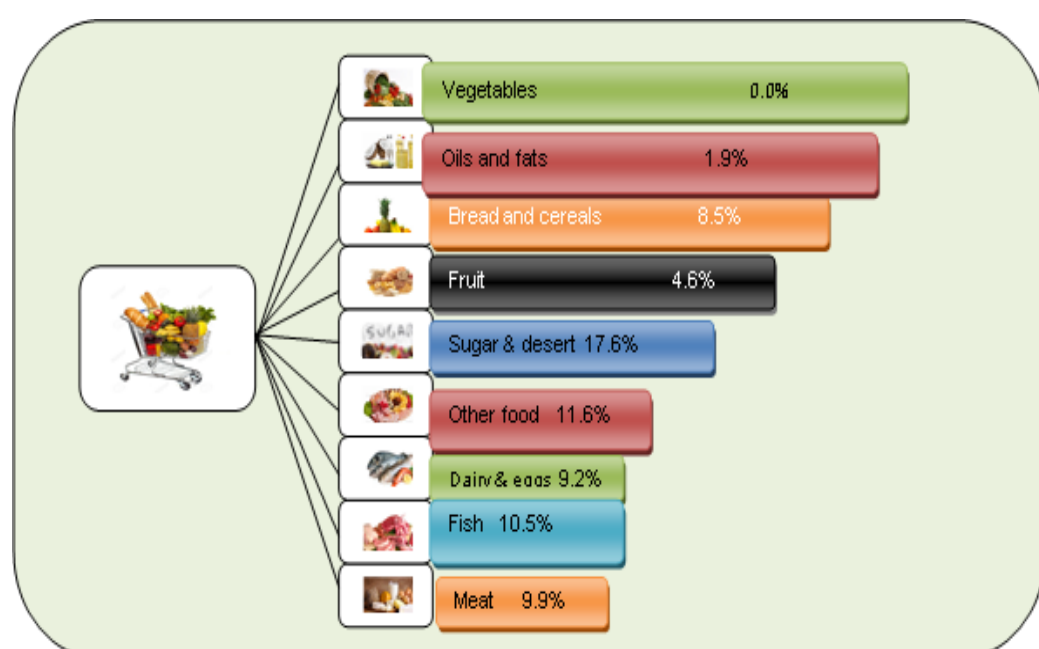 Vegetables 0.0%
Oils and fats 1.9%
Bread and cereals 8.5%
Fruit 4.6%
SUGAR
Sugar & desert 17.6%
Other food 11.6%
Dairy & eggs 9.2%
Fish 10.5%
Meat 9.9%